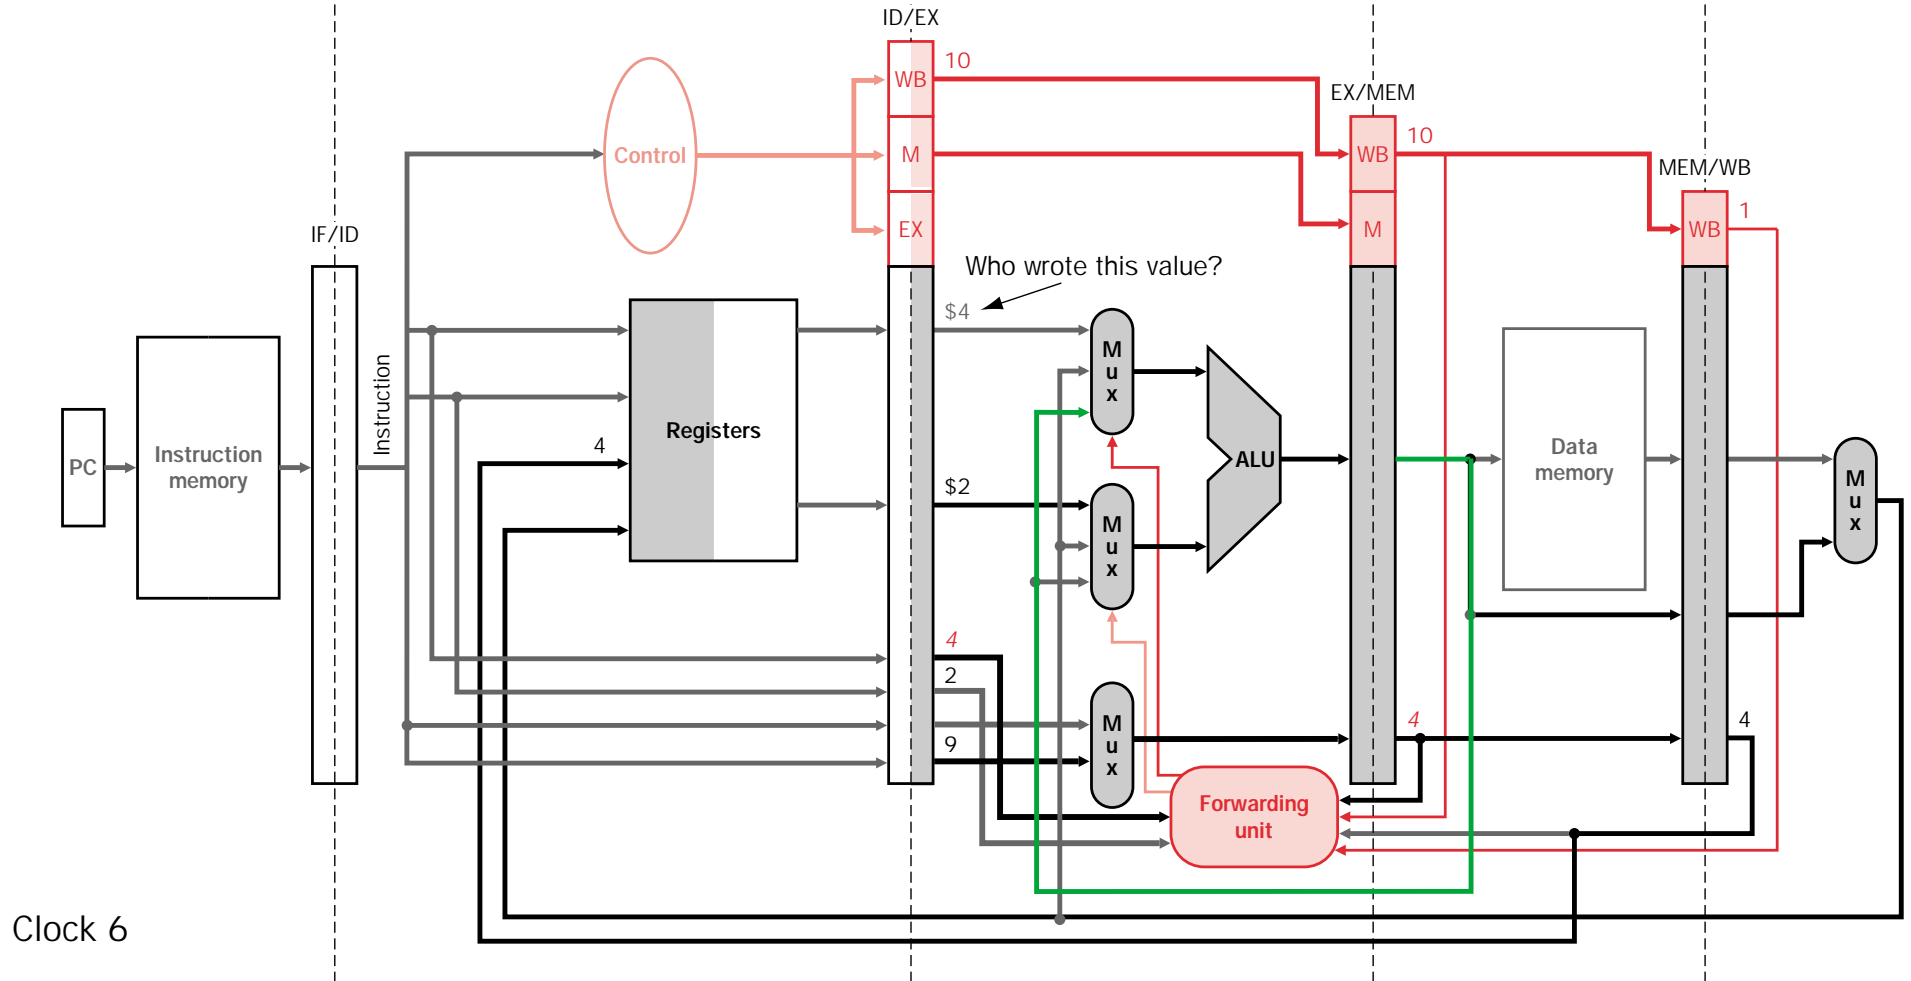 ID/EX
WB
10
EX/MEM
Control
M
WB
10
MEM/WB
IF/ID
EX
M
WB
1
Who wrote this value?
$4
Instruction
PC
Instruction
memory
4
Registers
M
u
x
ALU
Data
memory
M
u
x
$2
M
u
x
4
2
9
M
u
x
4
4
Forwarding
unit
Clock 6